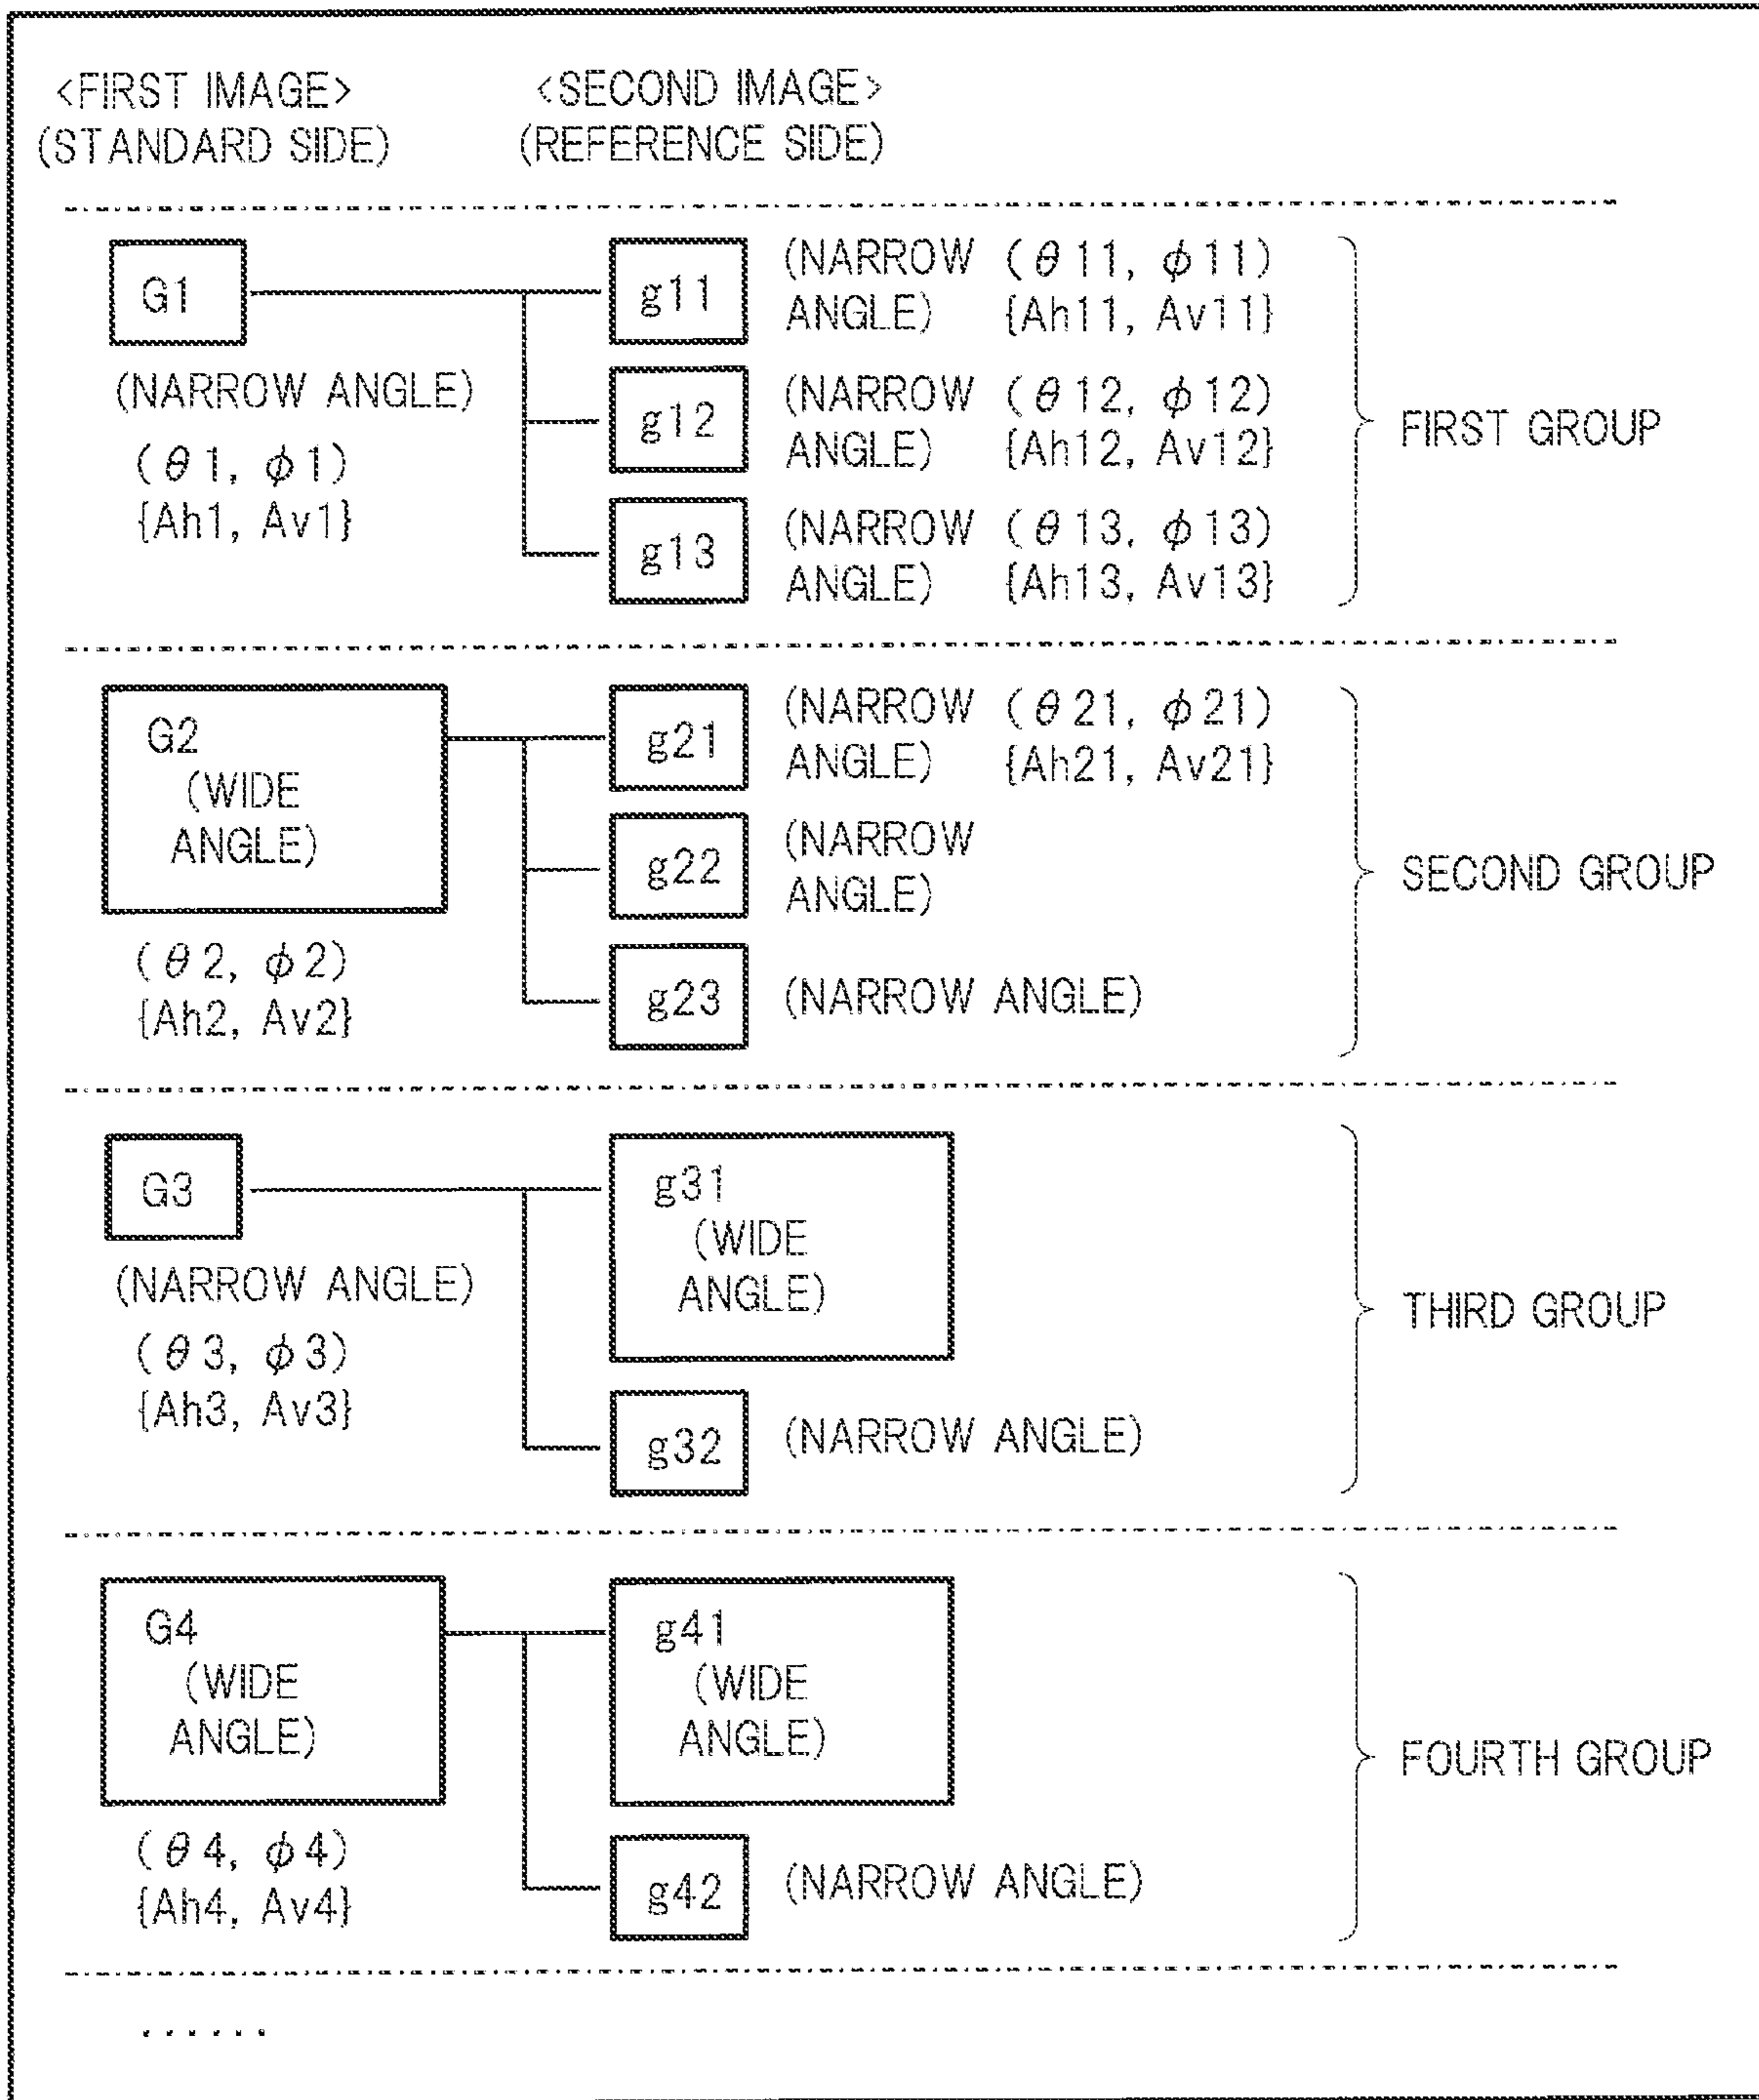 <FIRST IMAGE> <SECOND IMAGE>
(STANDARD SIDE) (REFERENCE SIDE)
G1 g11 (NARROW ANGLE) (θ11, φ11) {Ah11, Av11}
(NARROW ANGLE)
(θ1, φ1)
{Ah1, Av1}
g12 (NARROW ANGLE) (θ12, φ12) {Ah12, Av12}
g13 (NARROW ANGLE) (θ13, φ13) {Ah13, Av13}
FIRST GROUP
G2
(WIDE
ANGLE)
(θ2, φ2)
{Ah2, Av2}
g21 (NARROW ANGLE) (θ21, φ21) {Ah21, Av21}
g22 (NARROW ANGLE)
g23 (NARROW ANGLE)
SECOND GROUP
G3
(NARROW ANGLE)
(θ3, φ3)
{Ah3, Av3}
g31
(WIDE
ANGLE)
g32 (NARROW ANGLE)
THIRD GROUP
G4
(WIDE
ANGLE)
(θ4, φ4)
{Ah4, Av4}
g41
(WIDE
ANGLE)
g42 (NARROW ANGLE)
FOURTH GROUP
......